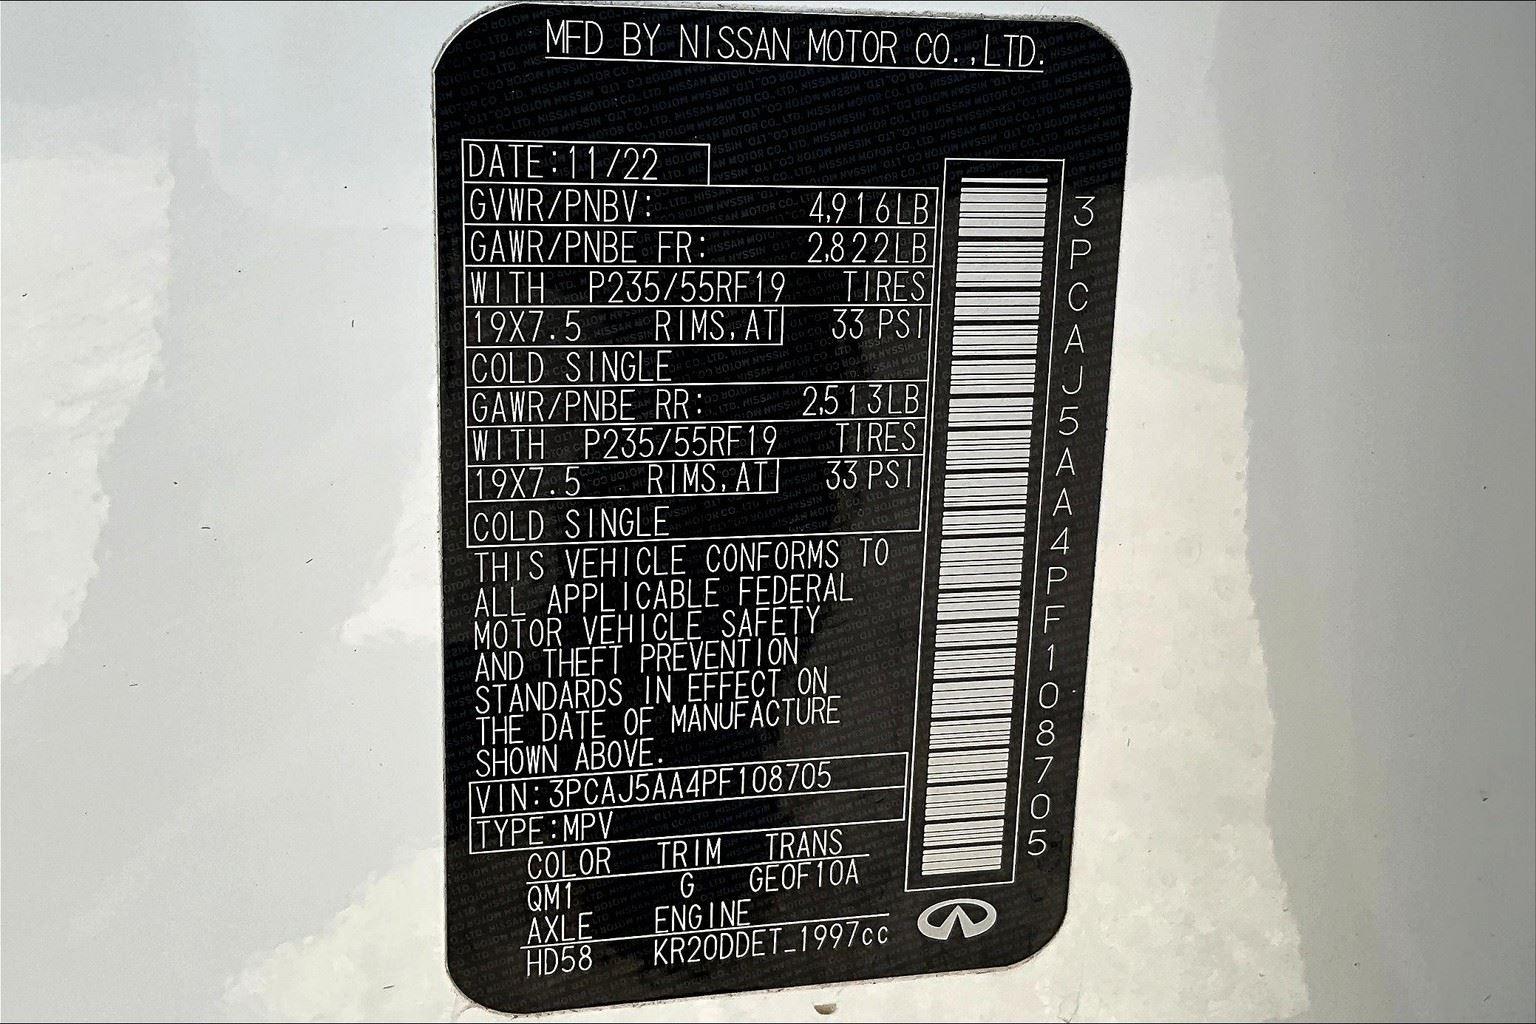 MFD BY NISSAN MOTOR CO.,LTD.
DATE:11/22
GVWR/PNBV: 4,916LB
GAWR/PNBE FR: 2,822LB
WITH P235/55RF19 TIRES
19X7.5 RIMS,AT 33 PSI
COLD SINGLE
GAWR/PNBE RR: 2,513LB
WITH P235/55RF19 TIRES
19X7.5 RIMS,AT 33 PSI
COLD SINGLE
THIS VEHICLE CONFORMS TO
ALL APPLICABLE FEDERAL
MOTOR VEHICLE SAFETY
AND THEFT PREVENTION
STANDARDS IN EFFECT ON
THE DATE OF MANUFACTURE
SHOWN ABOVE.
VIN:3PCAJ5AA4PF108705
TYPE:MPV
COLOR TRIM TRANS
QM1 G GE0F10A
AXLE ENGINE
HD58 KR20DDET_1997cc
3PCAJ5AA4PF108705